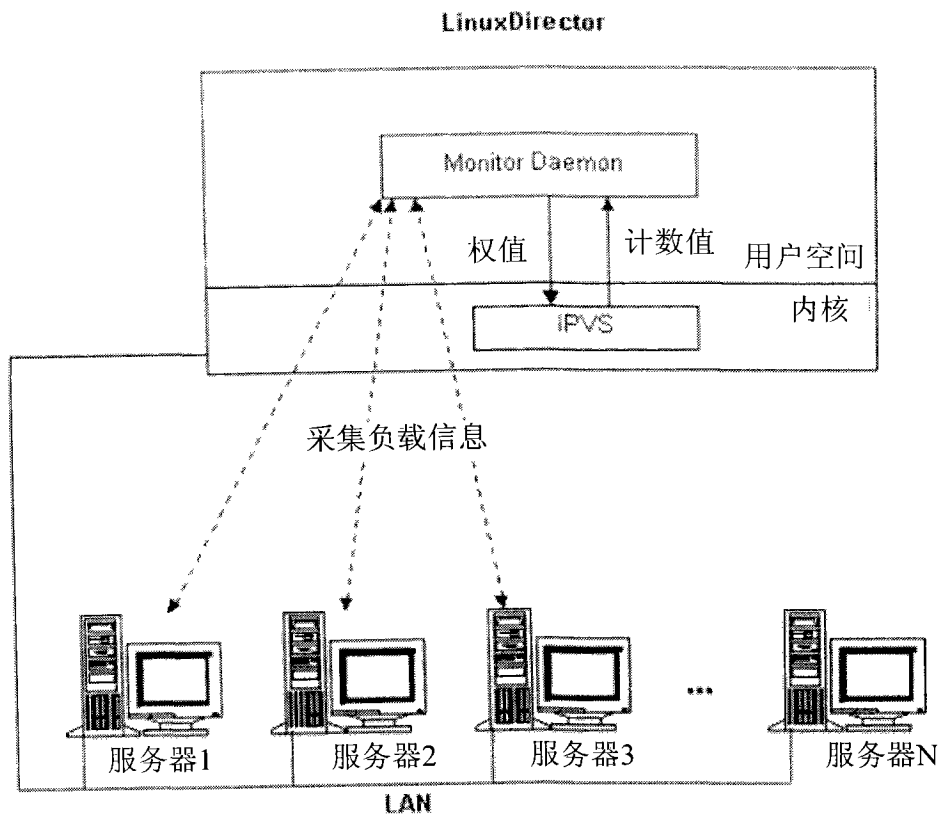 LinuxDirector
Monitor Daemon
权值
计数值
用户空问
内核
IPVS
采集负载信息
...
服务器1
服务器2
服务器3
服务器N
LAN